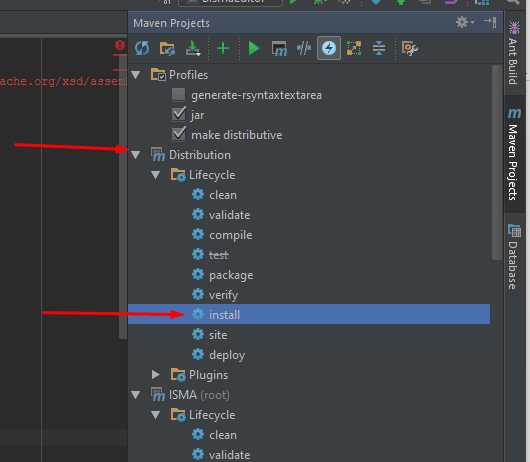 DismaEditor
Maven Projects
ache.org/xsd/assem
Profiles
generate-rsyntaxtextarea
jar
make distributive
Distribution
Lifecycle
clean
validate
compile
test
package
verify
install
site
deploy
Plugins
ISMA (root)
Lifecycle
clean
validate
Ant Build
m Maven Projects
Database